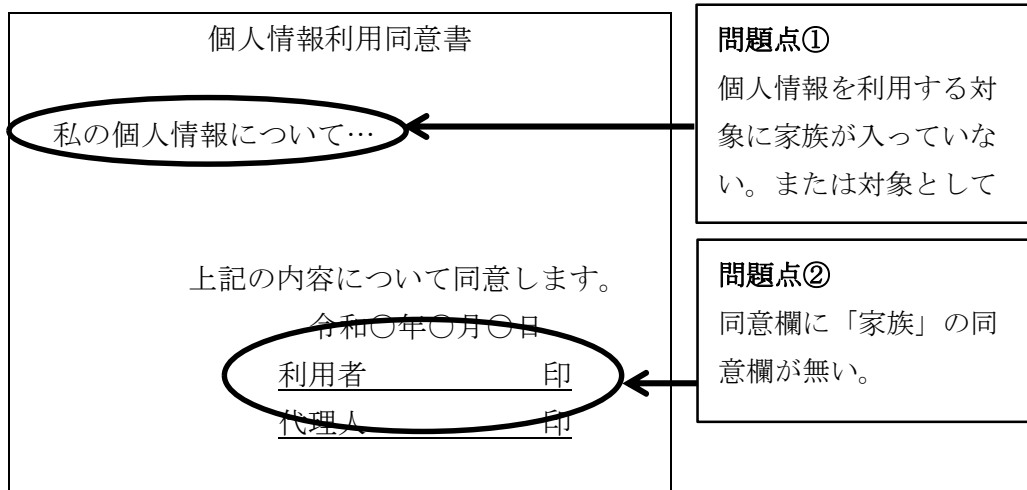 個人情報利用同意書
私の個人情報について…
上記の内容について同意します。
令和〇年〇月〇日
利用者　　　　　　　印
代理人　　　　　　　印
問題点①
個人情報を利用する対
象に家族が入っていな
い。または対象として
問題点②
同意欄に「家族」の同
意欄が無い。